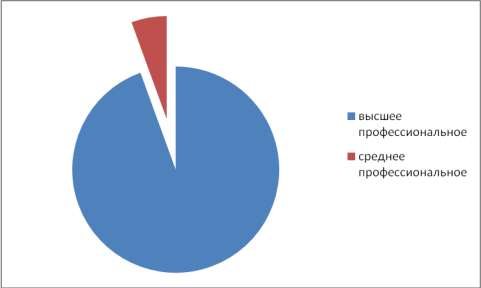 высшее
профессиональное
среднее
профессиональное